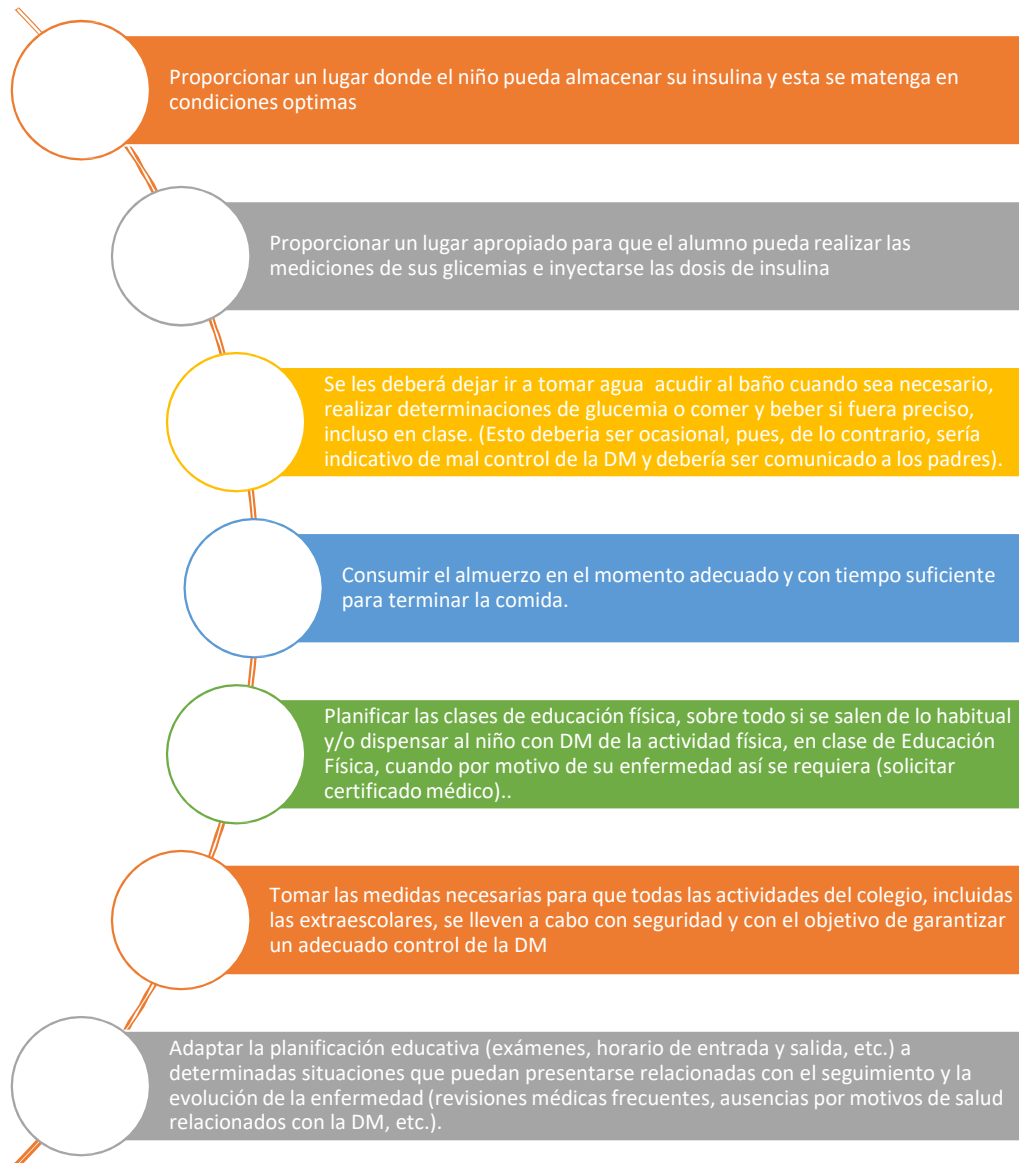 Proporcionar un lugar donde el niño pueda almacenar su insulina y esta se matenga en
condiciones optimas
Proporcionar un lugar apropiado para que el alumno pueda realizar las
mediciones de sus glicemias e inyectarse las dosis de insulina
Se les deberá dejar ir a tomar agua  acudir al baño cuando sea necesario,
realizar determinaciones de glucemia o comer y beber si fuera preciso,
incluso en clase. (Esto deberia ser ocasional, pues, de lo contrario, sería
indicativo de mal control de la DM y debería ser comunicado a los padres).
Consumir el almuerzo en el momento adecuado y con tiempo suficiente
para terminar la comida.
Planificar las clases de educación física, sobre todo si se salen de lo habitual
y/o dispensar al niño con DM de la actividad física, en clase de Educación
Física, cuando por motivo de su enfermedad así se requiera (solicitar
certificado médico)..
Tomar las medidas necesarias para que todas las actividades del colegio, incluidas
las extraescolares, se lleven a cabo con seguridad y con el objetivo de garantizar
un adecuado control de la DM
Adaptar la planificación educativa (exámenes, horario de entrada y salida, etc.) a
determinadas situaciones que puedan presentarse relacionadas con el seguimiento y la
evolución de la enfermedad (revisiones médicas frecuentes, ausencias por motivos de salud
relacionados con la DM, etc.).